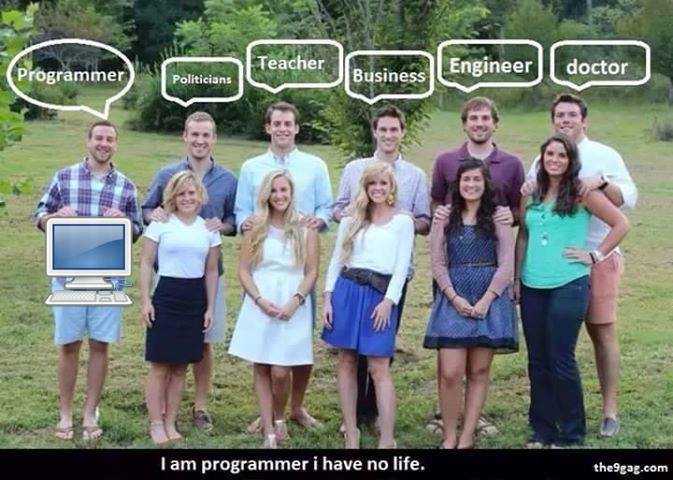 Programmer
Politicians
Teacher
Business
Engineer
doctor
I am programmer i have no life.
the9gag.com